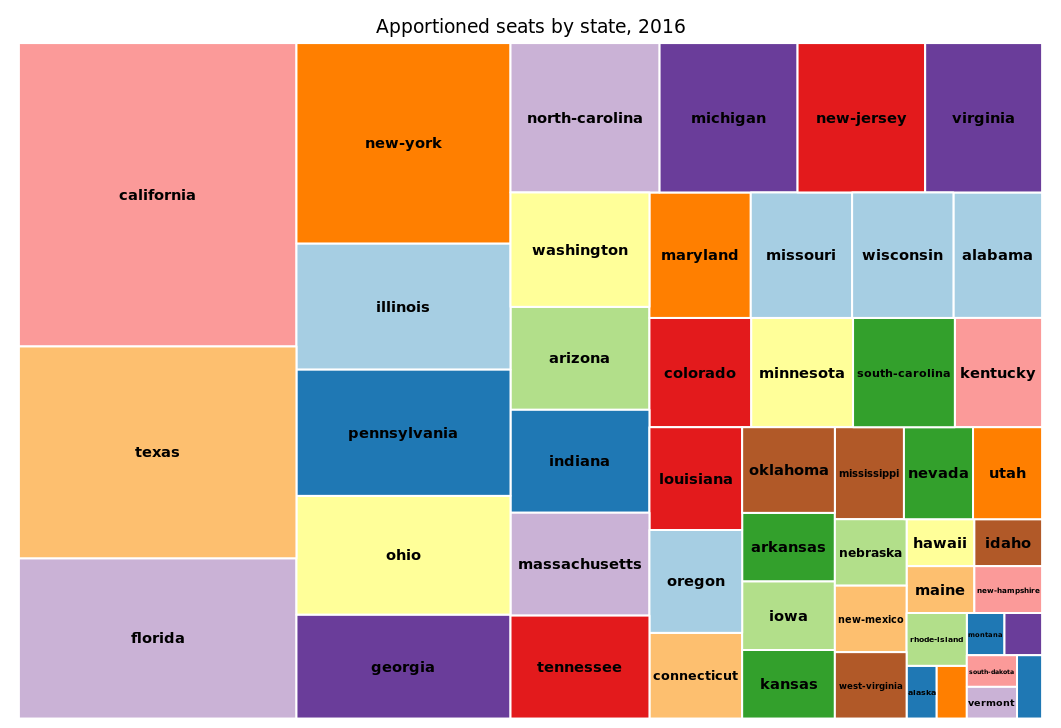 Apportioned seats by state, 2016
california
texas
florida
new-york
illinois
pennsylvania
ohio
georgia
north-carolina
michigan
new-jersey
virginia
washington
arizona
indiana
massachusetts
tennessee
maryland
missouri
wisconsin
alabama
colorado
minnesota
south-carolina
kentucky
louisiana
oregon
connecticut
oklahoma
arkansas
iowa
kansas
mississippi
nevada
utah
nebraska
new-mexico
west-virginia
hawaii
idaho
maine
new-hampshire
rhode-island
montana
alaska
south-dakota
vermont